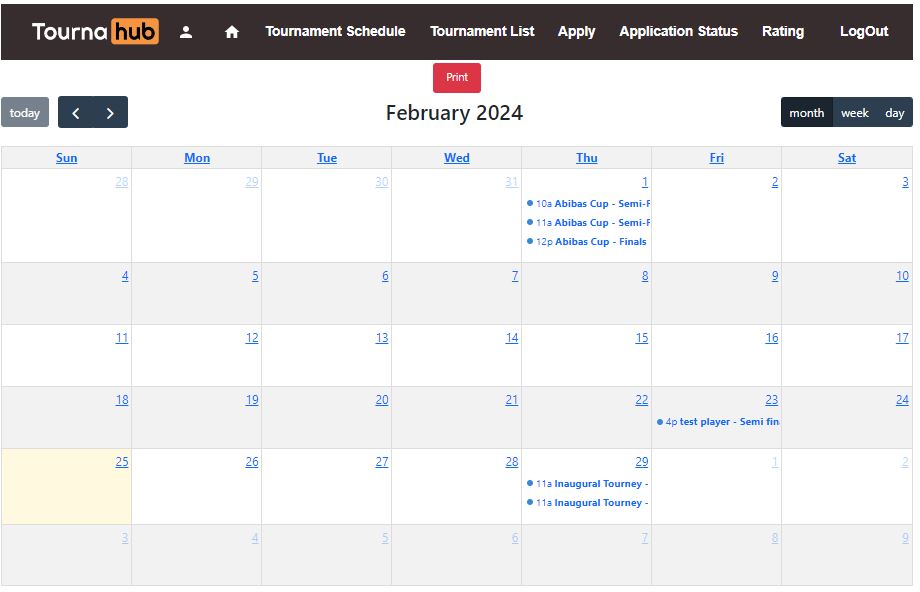 Tourna hub Tournament Schedule Tournament List Apply Application Status Rating LogOut
Print
today February 2024 month week day
Sun Mon Tue Wed Thu Fri Sat
28 29 30 31 1 2 3
10a Abibas Cup - Semi-F
11a Abibas Cup - Semi-F
12p Abibas Cup - Finals
4 5 6 7 8 9 10
11 12 13 14 15 16 17
18 19 20 21 22 23 24
4p test player - Semi fin
25 26 27 28 29 1 2
11a Inaugural Tourney -
11a Inaugural Tourney -
3 4 5 6 7 8 9